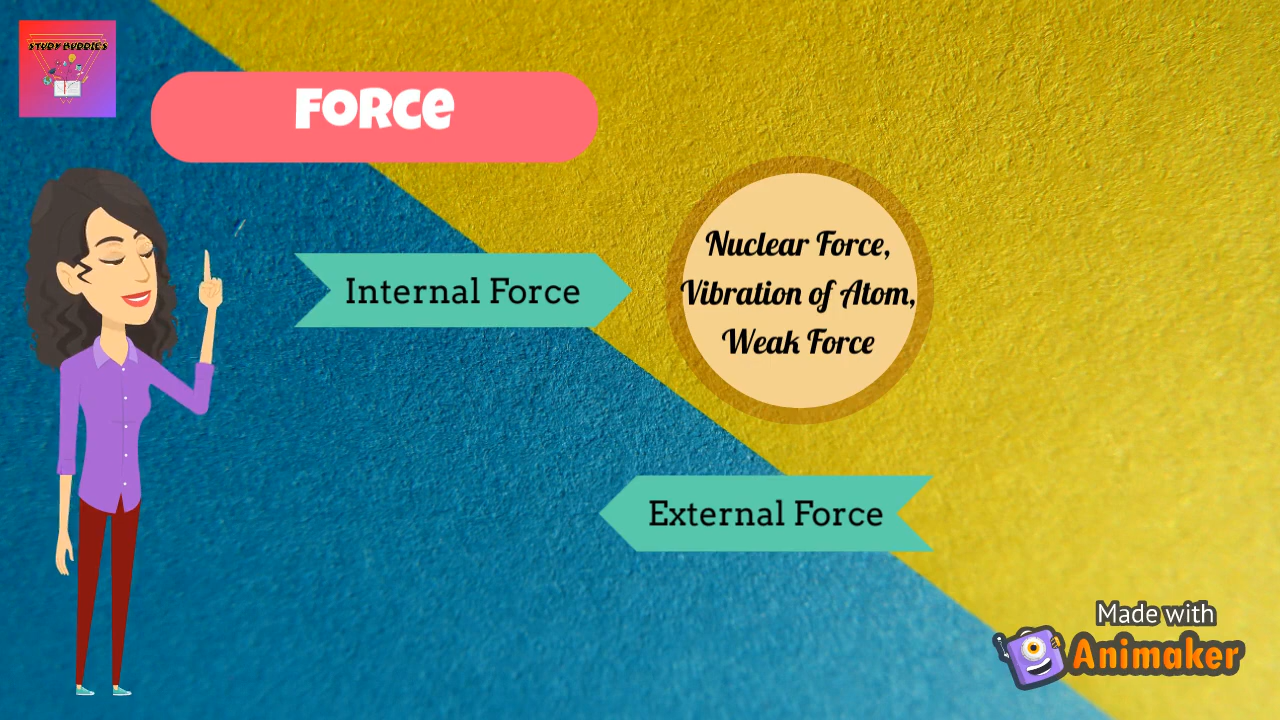 STUDY BUDDIES
FORCE
Internal Force
Nuclear Force,
Vibration of Atom,
Weak Force
External Force
Made with
Animaker